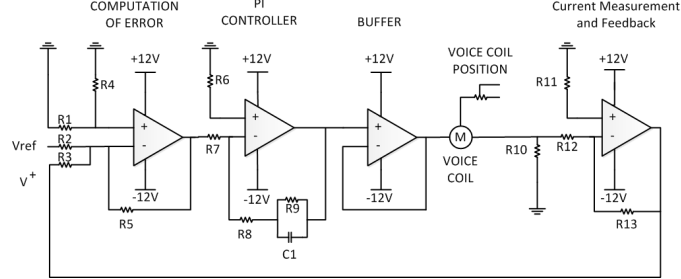 COMPUTATION
OF ERROR
PI
CONTROLLER
BUFFER
Current Measurement
and Feedback
VOICE COIL
POSITION
+12V
+12V
+12V
+12V
R4
R6
R11
R1
R2
R3
Vref
V+
+
-
+
-
+
-
+
-
R7
M
VOICE
COIL
R10
R12
-12V
-12V
-12V
-12V
R5
R8
R9
C1
R13